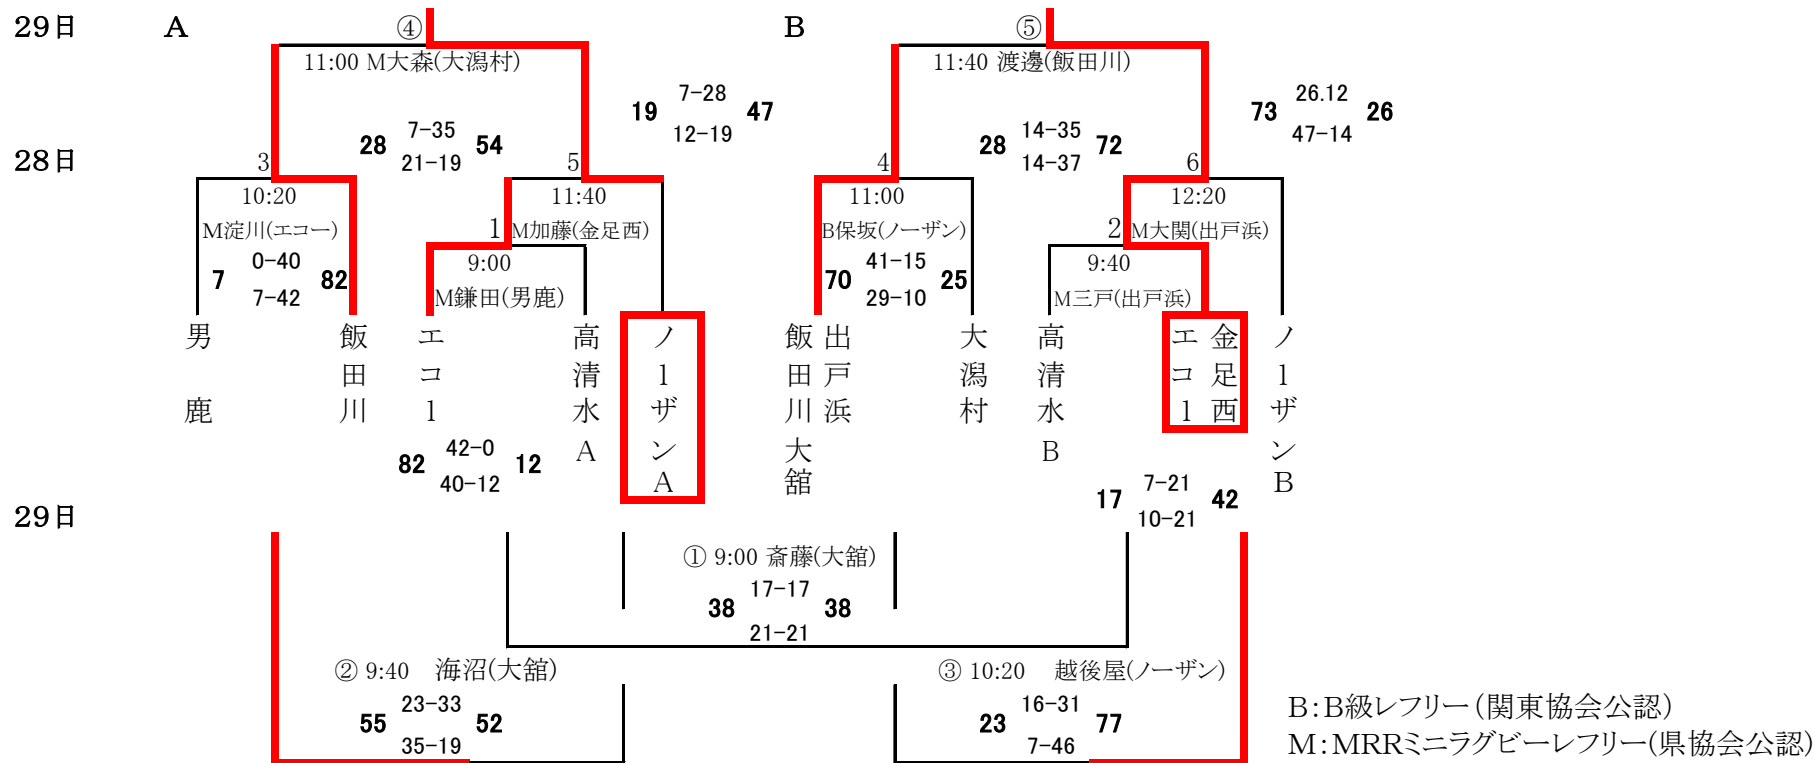 29日 A ④ B ⑤
11:00 M大森(大潟村) 11:40 渡邊(飯田川)
7-28 26.12
19 47 73 26
12-19 47-14
7-35 14-35
28 54 28 72
21-19 14-37
28日 3 5 4 6
10:20 11:40 11:00 12:20
M淀川(エコー) 1 M加藤(金足西) B保坂(ノーザン) 2 M大関(出戸浜)
0-40 9:00 41-15 9:40
7 82 70 25
7-42 M鎌田(男鹿) 29-10 M三戸(出戸浜)
男鹿
飯田川
エコー
高清水A
ノーザンA
飯田川大舘
出戸浜
大潟村
高清水B
エコー
金足西
ノーザンB
42-0
82 12
40-12
7-21
17 42
10-21
29日
① 9:00 斎藤(大舘)
17-17
38 38
21-21
② 9:40 海沼(大舘) ③ 10:20 越後屋(ノーザン)
23-33 16-31
55 52 23 77
35-19 7-46
B:B級レフリー(関東協会公認)
M:MRRミニラグビーレフリー(県協会公認)